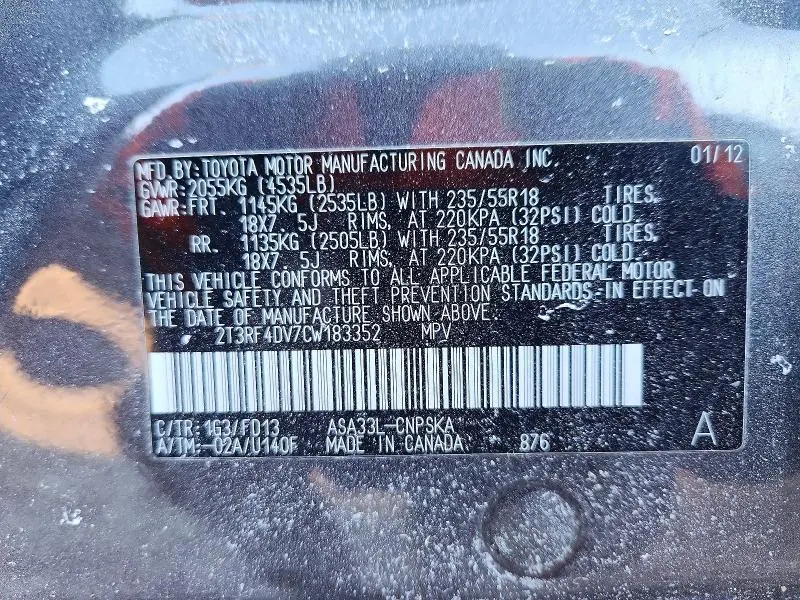 MFD.BY:TOYOTA MOTOR MANUFACTURING CANADA INC. 01/12
GVWR: 2055KG (4535LB)
GAWR:FRT. 1145KG (2535LB) WITH 235/55R18 TIRES,
18X7 5J RIMS, AT 220KPA (32PSI) COLD.
RR. 1135KG (2505LB) WITH 235/55R18 TIRES,
18X7 5J RIMS, AT 220KPA (32PSI) COLD.
THIS VEHICLE CONFORMS TO ALL APPLICABLE FEDERAL MOTOR
VEHICLE SAFETY AND THEFT PREVENTION STANDARDS IN EFFECT ON
THE DATE OF MANUFACTURE SHOWN ABOVE.
2T3RF4DV7CW183352 MPV
C/TR: 1G3/FD13 ASA33L-CNPSKA
A/TM:-02A/U140F MADE IN CANADA 876 A